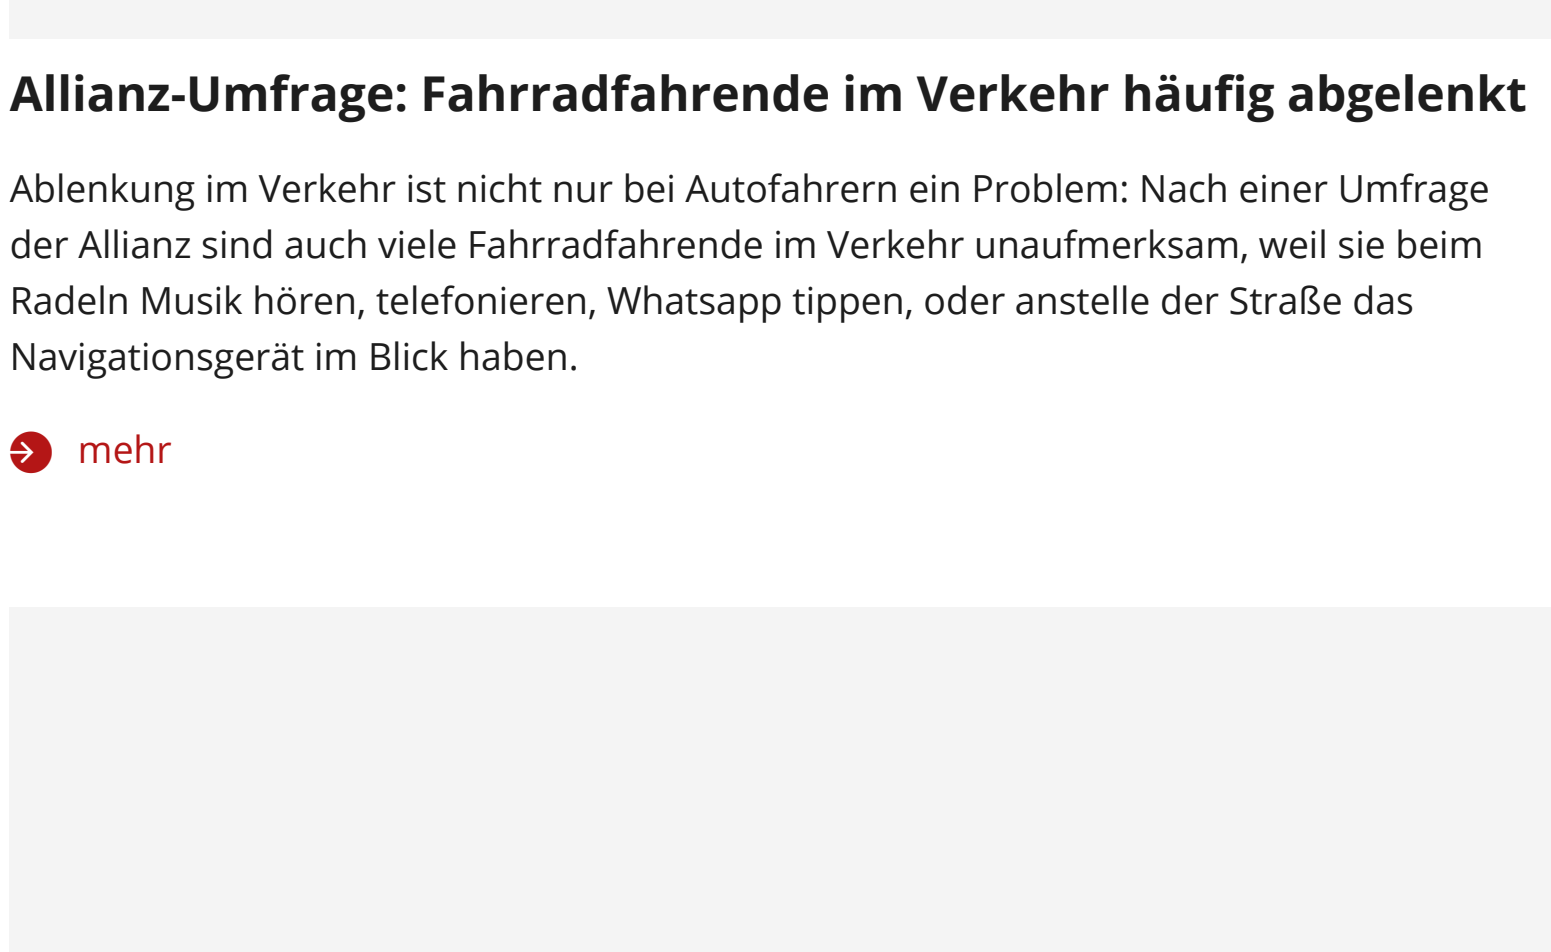 Allianz-Umfrage: Fahrradfahrende im Verkehr häufig abgelenkt
Ablenkung im Verkehr ist nicht nur bei Autofahrern ein Problem: Nach einer Umfrage
der Allianz sind auch viele Fahrradfahrende im Verkehr unaufmerksam, weil sie beim
Radeln Musik hören, telefonieren, Whatsapp tippen, oder anstelle der Straße das
Navigationsgerät im Blick haben.
mehr